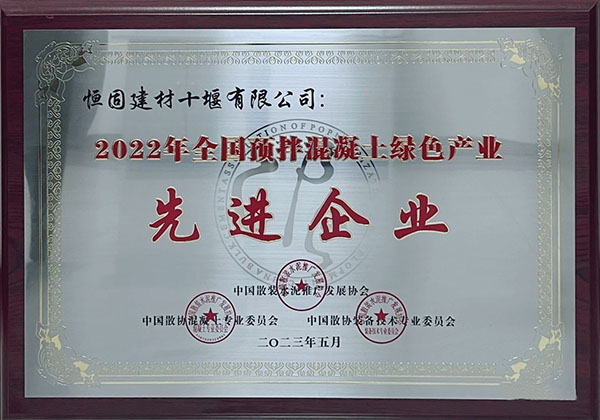 恒固建材十堰有限公司:
2022年全国预拌混凝土绿色产业
先进企业
中国散装水泥推广发展协会
中国散协混凝土专业委员会 中国散协装备技术专业委员会
二〇二三年五月